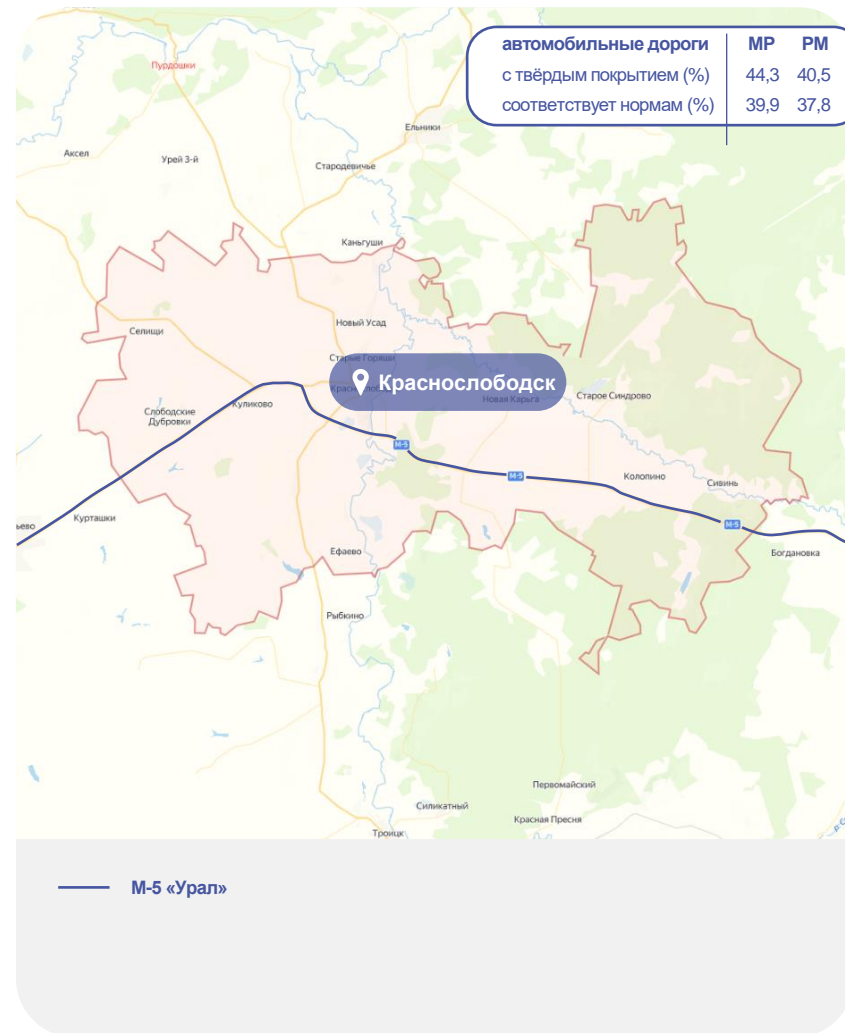 автомобильные дороги МР РМ
с твёрдым покрытием (%) 44,3 40,5
соответствует нормам (%) 39,9 37,8
Пурдошки
Ельники
Аксел
Урей 3-й
Стародевичье
Каньгуши
Новый Усад
Селищи
Старые Горяши
Краснослободск
Новая Карьга
Старое Синдрово
Куликово
Слободские
Дубровки
М-5
М-5
Колопино
Сивинь
Курташки
ьево
М-5
Ефаево
Богдановка
Рыбкино
Первомайский
Силикатный
Красная Пресня
Троицк
М-5 «Урал»